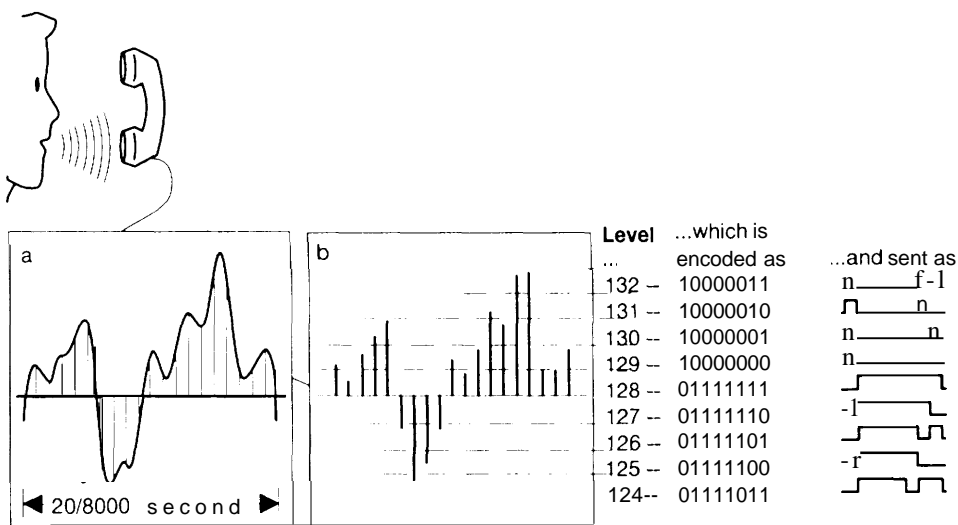 a
20/8000 second
b
Level ...which is
... encoded as ...and sent as
132 -- 10000011
131 -- 10000010
130 -- 10000001
129 -- 10000000
128 -- 01111111
127 -- 01111110
126 -- 01111101
125 -- 01111100
124-- 01111011